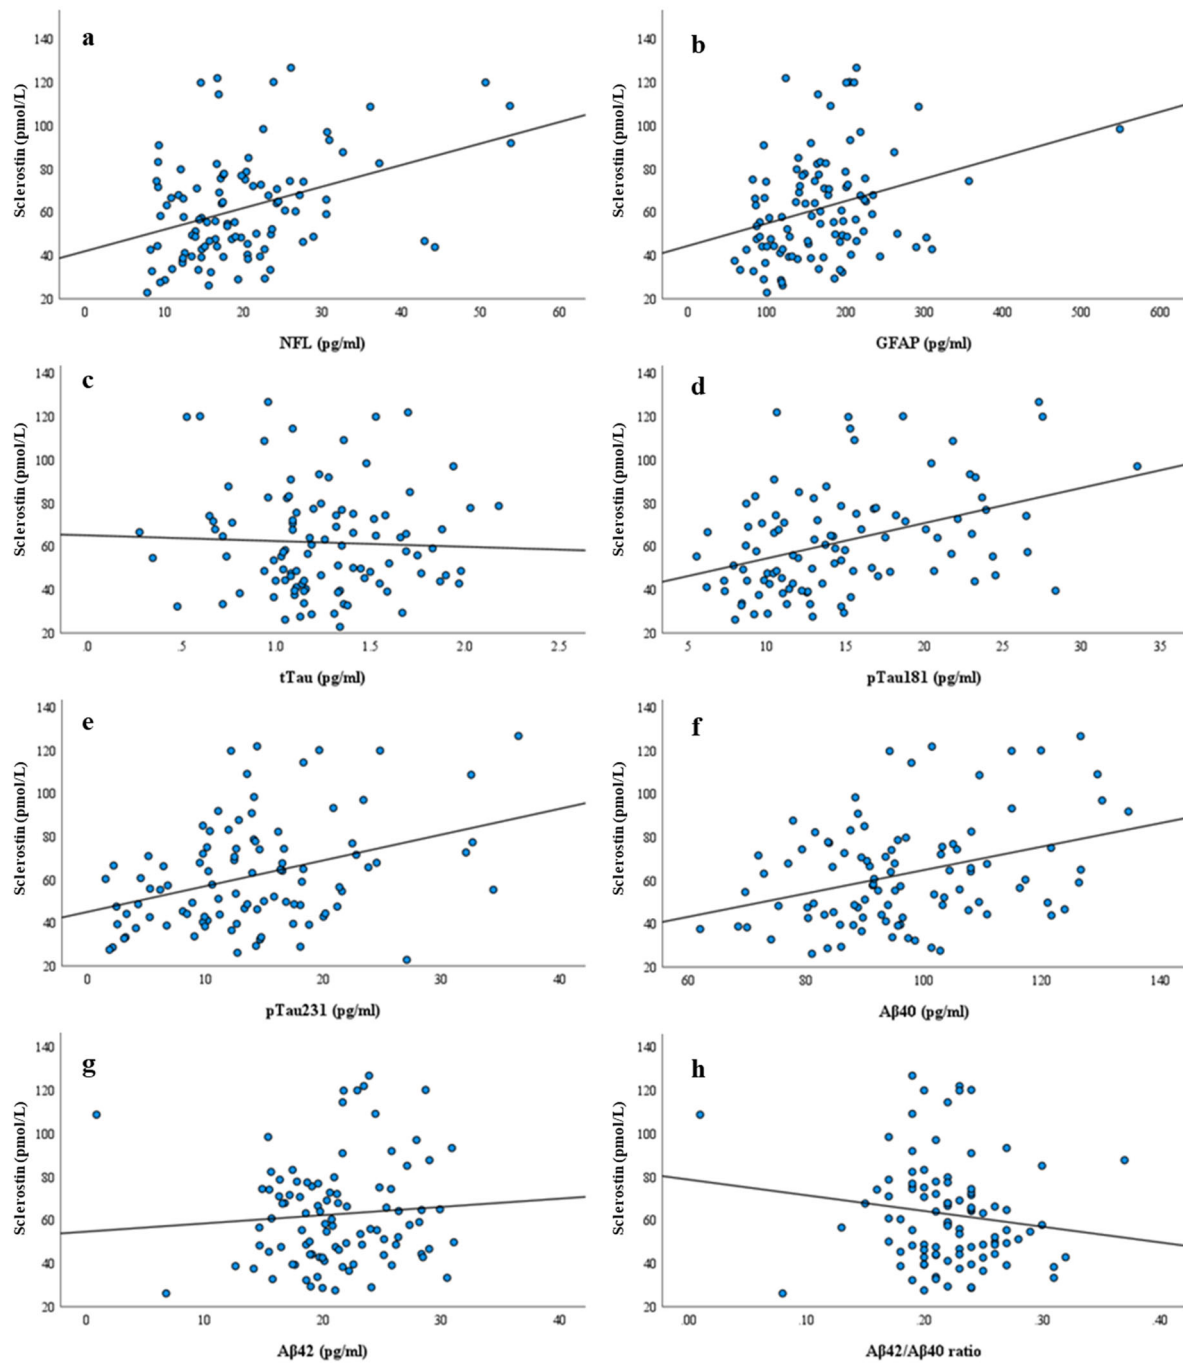 a
Sclerostin (pmol/L)
140
120
100
80
60
40
20
0 10 20 30 40 50 60
NFL (pg/ml)
b
Sclerostin (pmol/L)
140
120
100
80
60
40
20
0 100 200 300 400 500 600
GFAP (pg/ml)
c
Sclerostin (pmol/L)
140
120
100
80
60
40
20
.0 .5 1.0 1.5 2.0 2.5
tTau (pg/ml)
d
Sclerostin (pmol/L)
140
120
100
80
60
40
20
5 10 15 20 25 30 35
pTau181 (pg/ml)
e
Sclerostin (pmol/L)
140
120
100
80
60
40
20
0 10 20 30 40
pTau231 (pg/ml)
f
Sclerostin (pmol/L)
140
120
100
80
60
40
20
60 80 100 120 140
Aβ40 (pg/ml)
g
Sclerostin (pmol/L)
140
120
100
80
60
40
20
0 10 20 30 40
Aβ42 (pg/ml)
h
Sclerostin (pmol/L)
140
120
100
80
60
40
20
.00 .10 .20 .30 .40
Aβ42/Aβ40 ratio